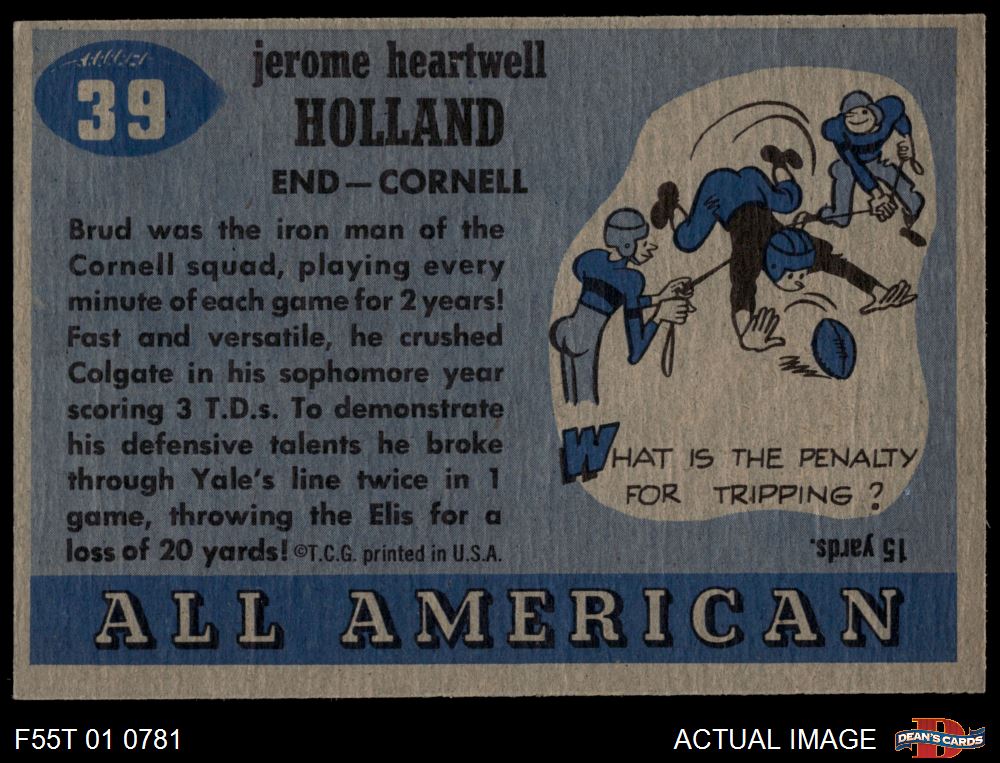 39
jerome heartwell
HOLLAND
END—CORNELL
Brud was the iron man of the
Cornell squad, playing every
minute of each game for 2 years!
Fast and versatile, he crushed
Colgate in his sophomore year
scoring 3 T.D.s. To demonstrate
his defensive talents he broke
through Yale's line twice in 1
game, throwing the Elis for a
loss of 20 yards! ©T.C.G. printed in U.S.A.
WHAT IS THE PENALTY
FOR TRIPPING?
15 yards.
ALL AMERICAN
F55T 01 0781
ACTUAL IMAGE
DEAN'S CARDS